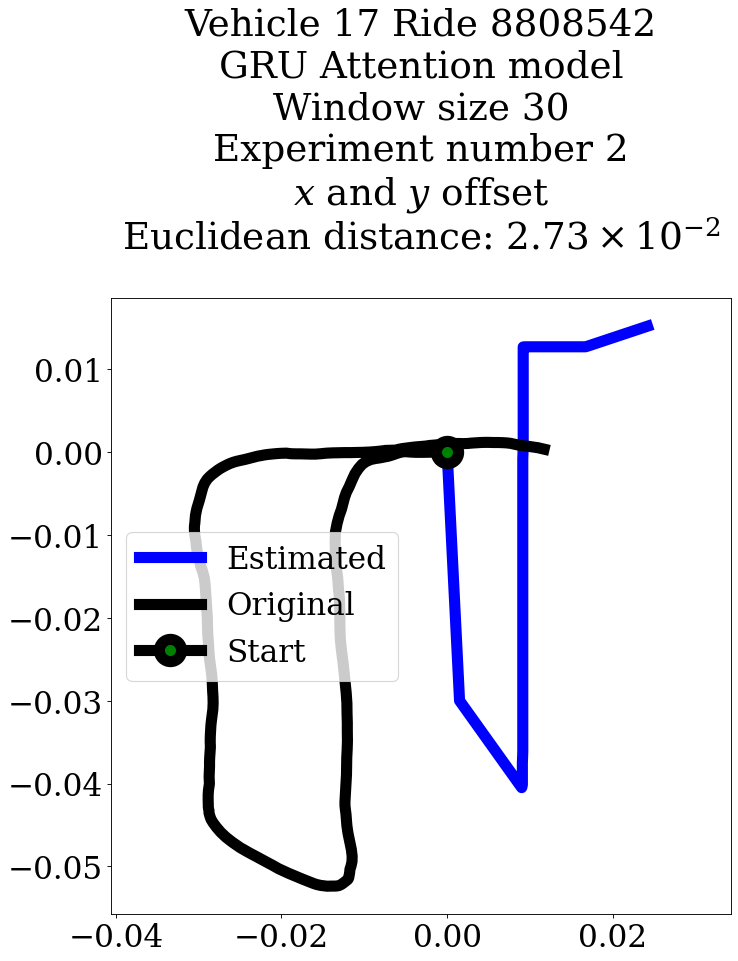 Vehicle 17 Ride 8808542
GRU Attention model
Window size 30
Experiment number 2
x and y offset
Euclidean distance: 2.73 × 10⁻²
0.01
0.00
−0.01
−0.02
−0.03
−0.04
−0.05
Estimated
Original
Start
−0.04 −0.02 0.00 0.02